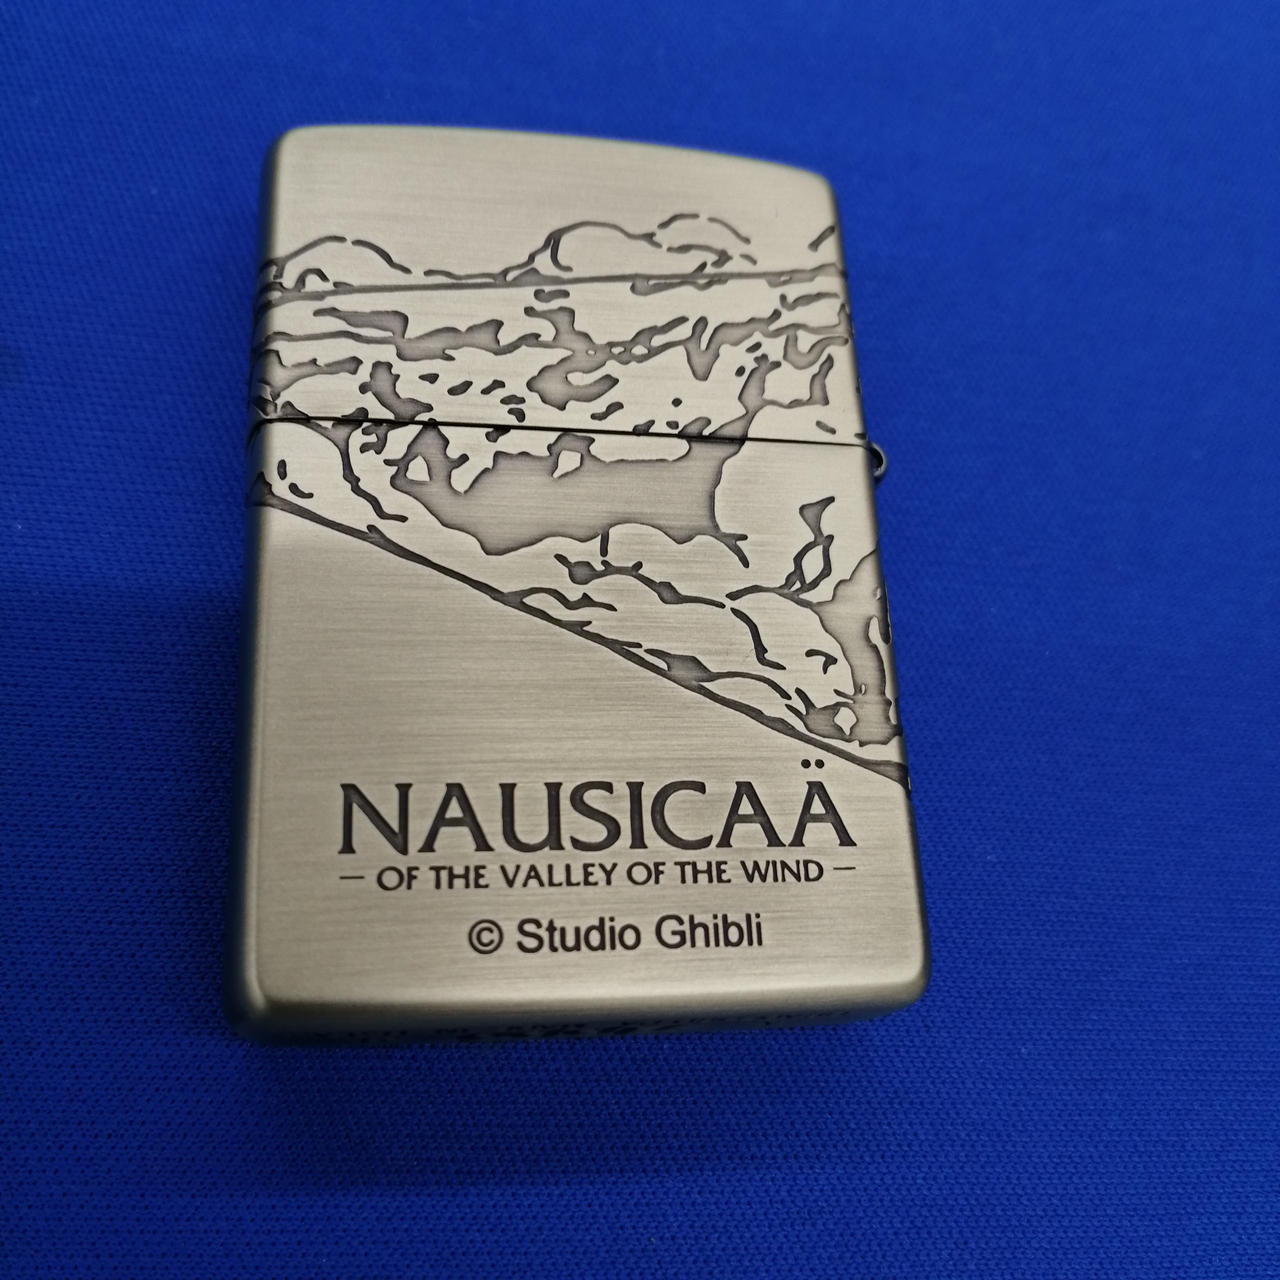 NAUSICAÄ
– OF THE VALLEY OF THE WIND –
© Studio Ghibli